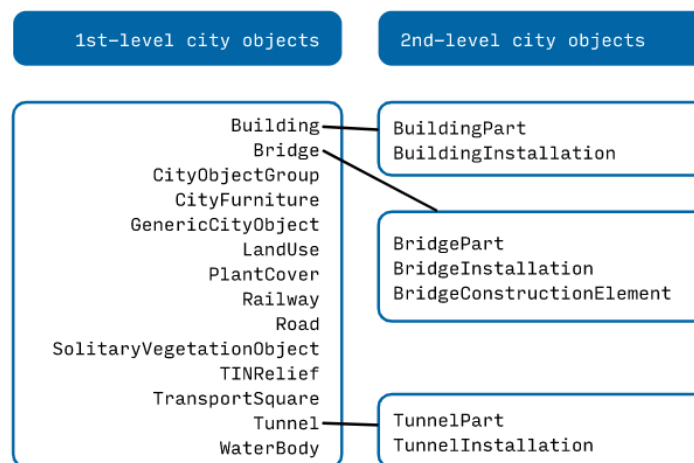 1st-level city objects
2nd-level city objects
Building
Bridge
CityObjectGroup
CityFurniture
GenericCityObject
LandUse
PlantCover
Railway
Road
SolitaryVegetationObject
TINRelief
TransportSquare
Tunnel
WaterBody
BuildingPart
BuildingInstallation
BridgePart
BridgeInstallation
BridgeConstructionElement
TunnelPart
TunnelInstallation